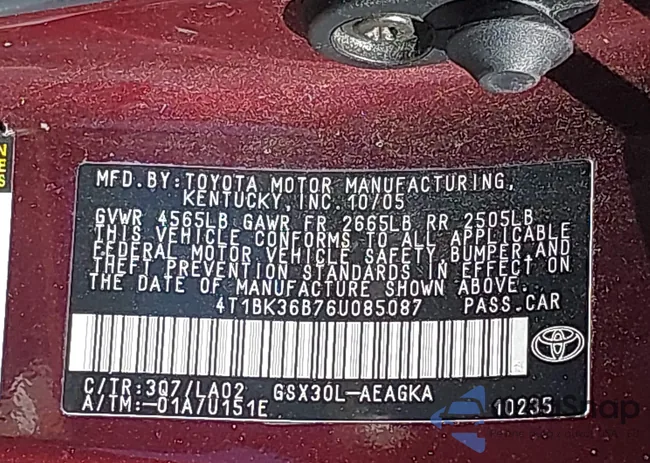 MFD.BY:TOYOTA MOTOR MANUFACTURING,
KENTUCKY, INC. 10/05
GVWR 4565LB GAWR FR 2665LB RR 2505LB
THIS VEHICLE CONFORMS TO ALL APPLICABLE
FEDERAL MOTOR VEHICLE SAFETY,BUMPER,AND
THEFT PREVENTION STANDARDS IN EFFECT ON
THE DATE OF MANUFACTURE SHOWN ABOVE.
4T1BK36B76U085087 PASS.CAR
C/TR:3Q7/LA02 GSX30L-AEAGKA
A/TM:-01A/U151E 10235